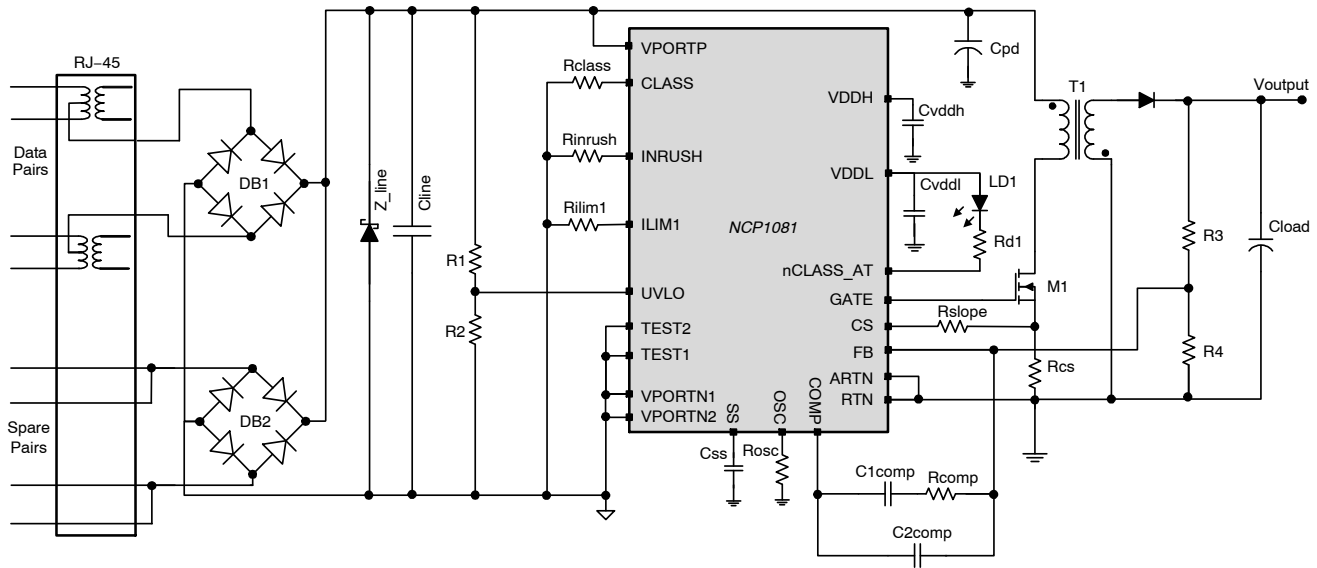 RJ-45
Data
Pairs
DB1
Spare
Pairs
DB2
Z_line
Cline
R1
R2
Rclass
Rinrush
Rilim1
VPORTP
CLASS
INRUSH
ILIM1
UVLO
TEST2
TEST1
VPORTN1
VPORTN2
NCP1081
VDDH
VDDL
nCLASS_AT
GATE
CS
FB
ARTN
RTN
SS
OSC
COMP
Css
Rosc
C1comp
Rcomp
C2comp
Cvddh
Cvddl
LD1
Rd1
Rslope
Rcs
M1
Cpd
T1
Voutput
R3
R4
Cload